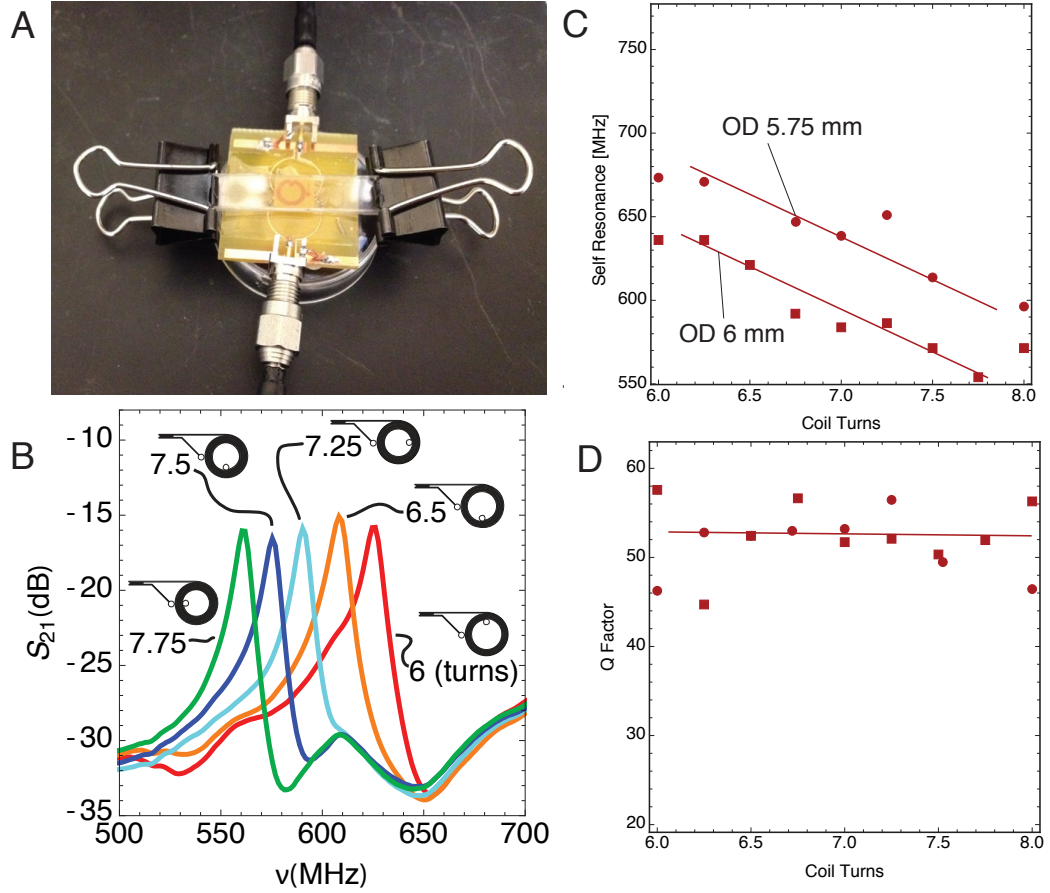 A
B
S21(dB)
-10
-15
-20
-25
-30
-35
500
550
600
650
700
ν(MHz)
7.5
7.25
6.5
7.75
6 (turns)
C
Self Resonance [MHz]
750
700
650
600
550
6.0
6.5
7.0
7.5
8.0
Coil Turns
OD 5.75 mm
OD 6 mm
D
Q Factor
60
50
40
30
20
6.0
6.5
7.0
7.5
8.0
Coil Turns